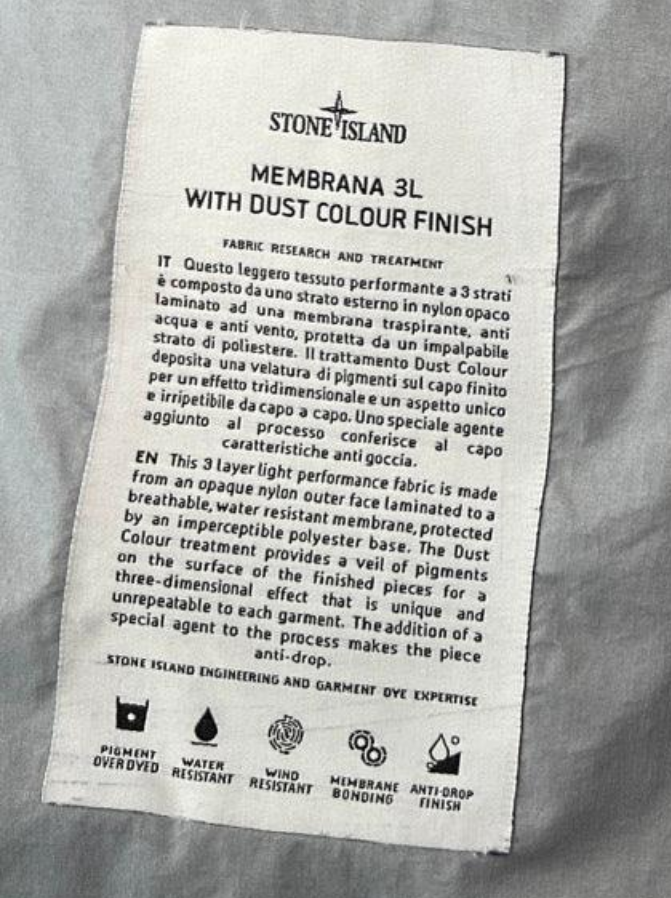 STONE ISLAND
MEMBRANA 3L
WITH DUST COLOUR FINISH
FABRIC RESEARCH AND TREATMENT
IT Questo leggero tessuto performante a 3 strati
è composto da uno strato esterno in nylon opaco
laminato ad una membrana traspirante, anti
acqua e anti vento, protetta da un impalpabile
strato di poliestere. Il trattamento Dust Colour
deposita una velatura di pigmenti sul capo finito
per un effetto tridimensionale e un aspetto unico
e irripetibile da capo a capo. Uno speciale agente
aggiunto al processo conferisce al capo
caratteristiche anti goccia.
EN This 3 layer light performance fabric is made
from an opaque nylon outer face laminated to a
breathable, water resistant membrane, protected
by an imperceptible polyester base. The Dust
Colour treatment provides a veil of pigments
on the surface of the finished pieces for a
three-dimensional effect that is unique and
unrepeatable to each garment. The addition of a
special agent to the process makes the piece
anti-drop.
STONE ISLAND ENGINEERING AND GARMENT DYE EXPERTISE
PIGMENT
OVERDYED
WATER
RESISTANT
WIND
RESISTANT
MEMBRANE
BONDING
ANTI-DROP
FINISH